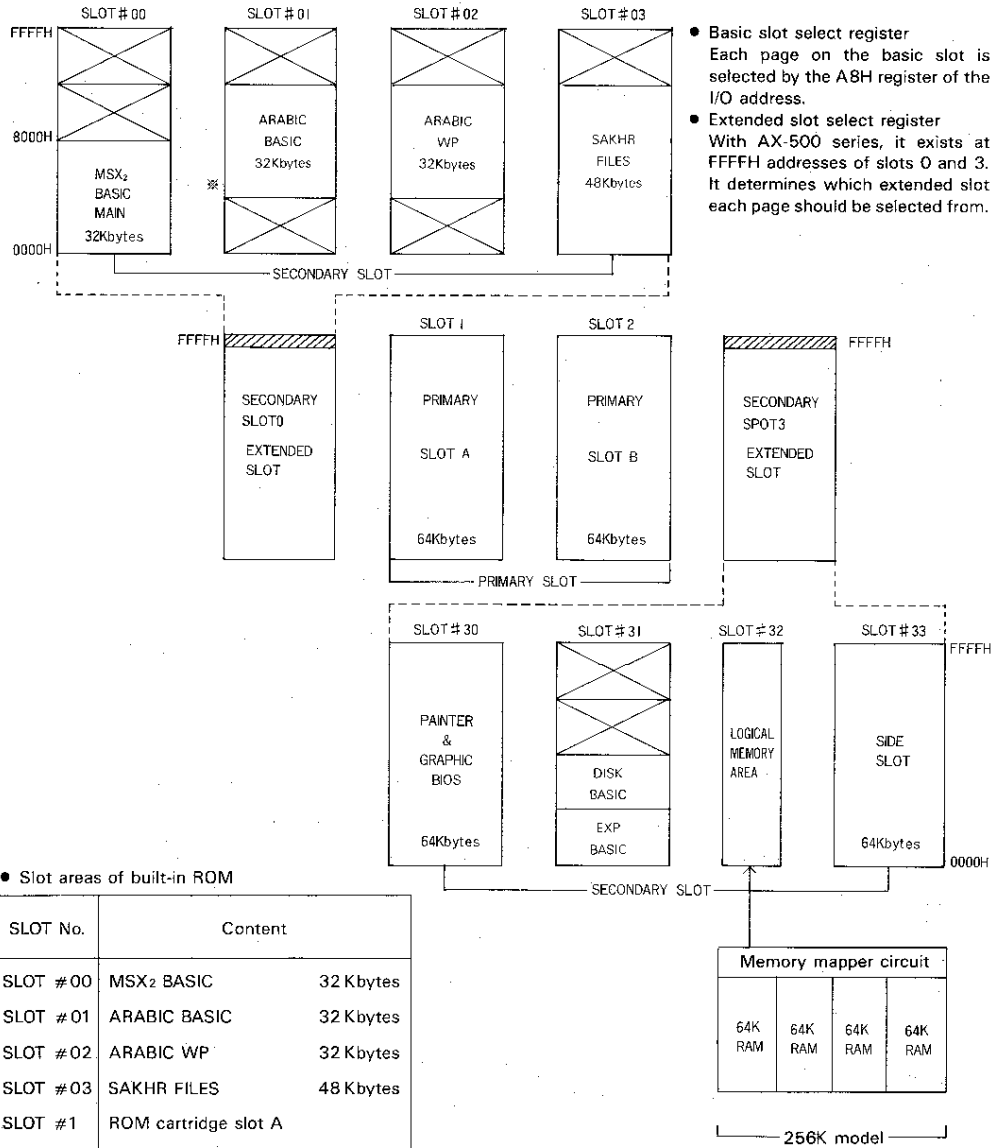 SLOT#00 SLOT#01 SLOT#02 SLOT#03
FFFFH
8000H
0000H
MSX2
BASIC
MAIN
32Kbytes
※
ARABIC
BASIC
32Kbytes
ARABIC
WP
32Kbytes
SAKHR
FILES
48Kbytes
SECONDARY SLOT
● Basic slot select register
Each page on the basic slot is
selected by the A8H register of the
I/O address.
● Extended slot select register
With AX-500 series, it exists at
FFFFH addresses of slots 0 and 3.
It determines which extended slot
each page should be selected from.
SLOT 1 SLOT 2
FFFFH FFFFH
SECONDARY
SLOT0
EXTENDED
SLOT
PRIMARY
SLOT A
64Kbytes
PRIMARY
SLOT B
64Kbytes
SECONDARY
SPOT3
EXTENDED
SLOT
PRIMARY SLOT
SLOT#30 SLOT#31 SLOT#32 SLOT#33
FFFFH
PAINTER
&
GRAPHIC
BIOS
64Kbytes
DISK
BASIC
EXP
BASIC
LOGICAL
MEMORY
AREA
SIDE
SLOT
64Kbytes
0000H
SECONDARY SLOT
● Slot areas of built-in ROM
SLOT No. Content
SLOT #00 MSX2 BASIC 32 Kbytes
SLOT #01 ARABIC BASIC 32 Kbytes
SLOT #02 ARABIC WP 32 Kbytes
SLOT #03 SAKHR FILES 48 Kbytes
SLOT #1 ROM cartridge slot A
Memory mapper circuit
64K
RAM
64K
RAM
64K
RAM
64K
RAM
256K model